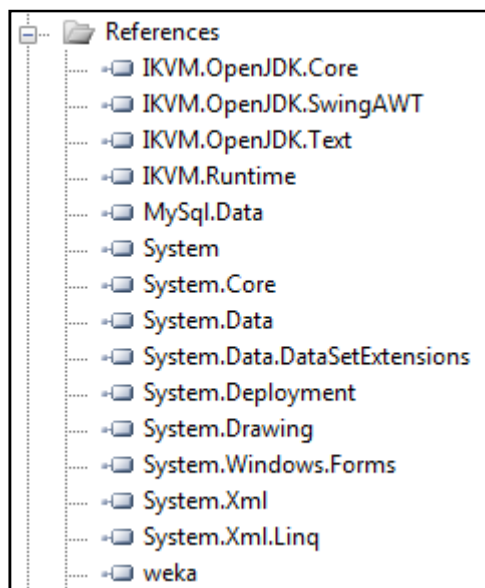 References
IKVM.OpenJDK.Core
IKVM.OpenJDK.SwingAWT
IKVM.OpenJDK.Text
IKVM.Runtime
MySql.Data
System
System.Core
System.Data
System.Data.DataSetExtensions
System.Deployment
System.Drawing
System.Windows.Forms
System.Xml
System.Xml.Linq
weka